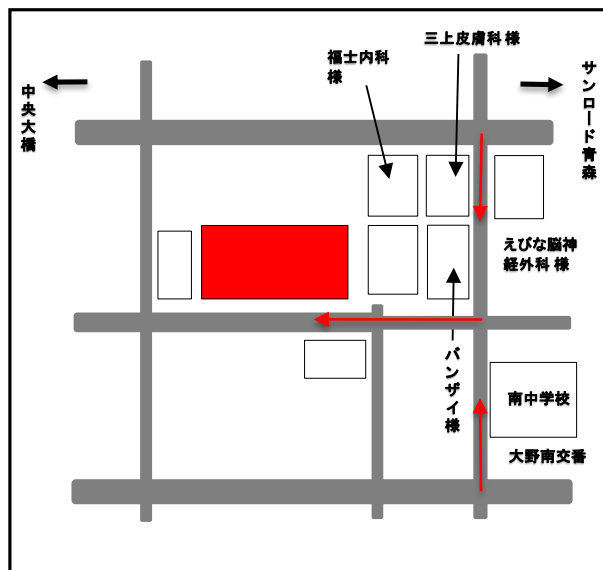 三上皮膚科 様
福士内科
様
中央大橋
サンロード青森
えびな脳神
経外科 様
バンザイ様
南中学校
大野南交番